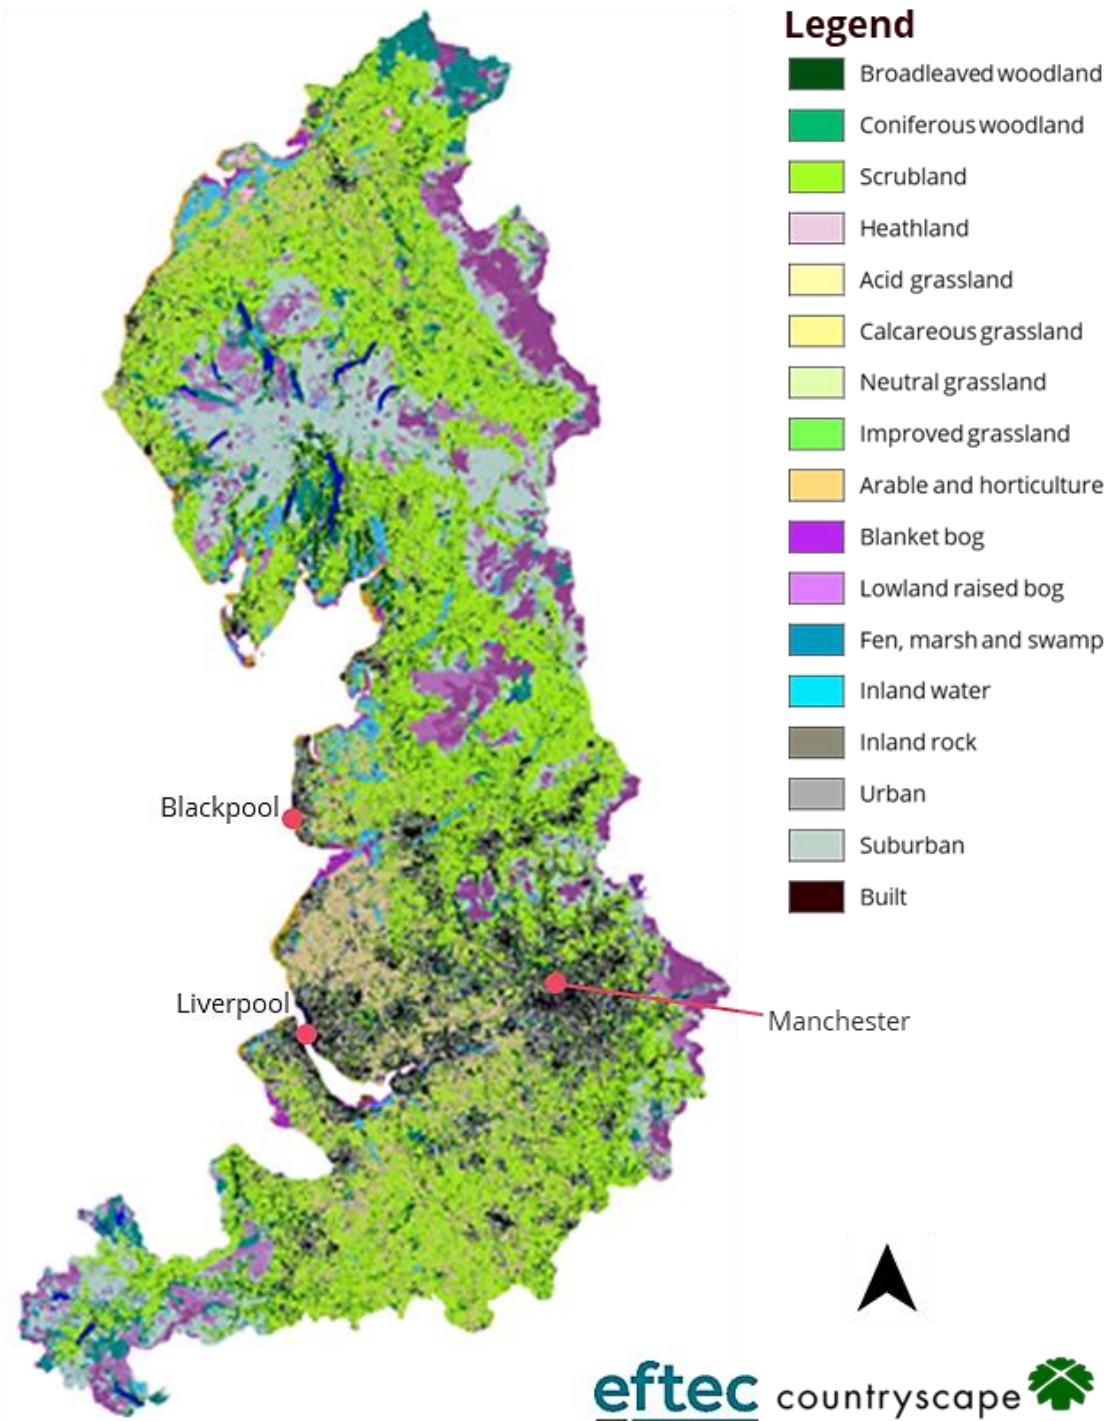 Legend
Broadleaved woodland
Coniferous woodland
Scrubland
Heathland
Acid grassland
Calcareous grassland
Neutral grassland
Improved grassland
Arable and horticulture
Blanket bog
Lowland raised bog
Fen, marsh and swamp
Inland water
Inland rock
Urban
Suburban
Built
Blackpool
Liverpool
Manchester
eftec countryscape